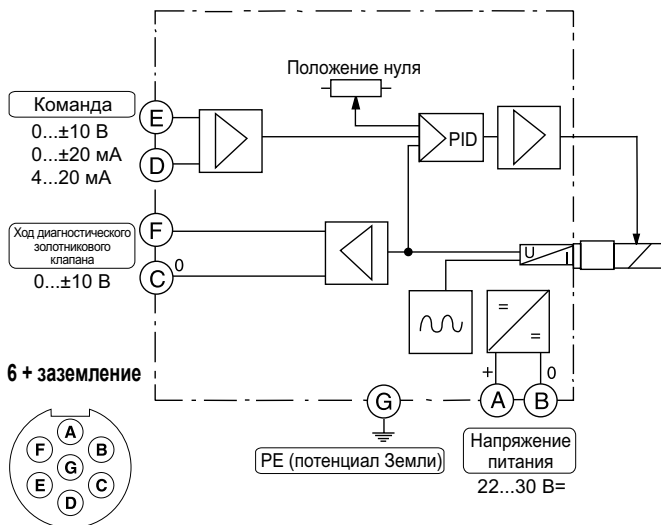 Положение нуля
Команда
0...±10 В
0...±20 мА
4...20 мА
E
D
PID
Ход диагностического
золотникового
клапана
0...±10 В
F
C
0
U
I
=
=
6 + заземление
+
0
G
A
B
PE (потенциал Земли)
Напряжение
питания
22...30 В=
A
F
B
G
E
C
D